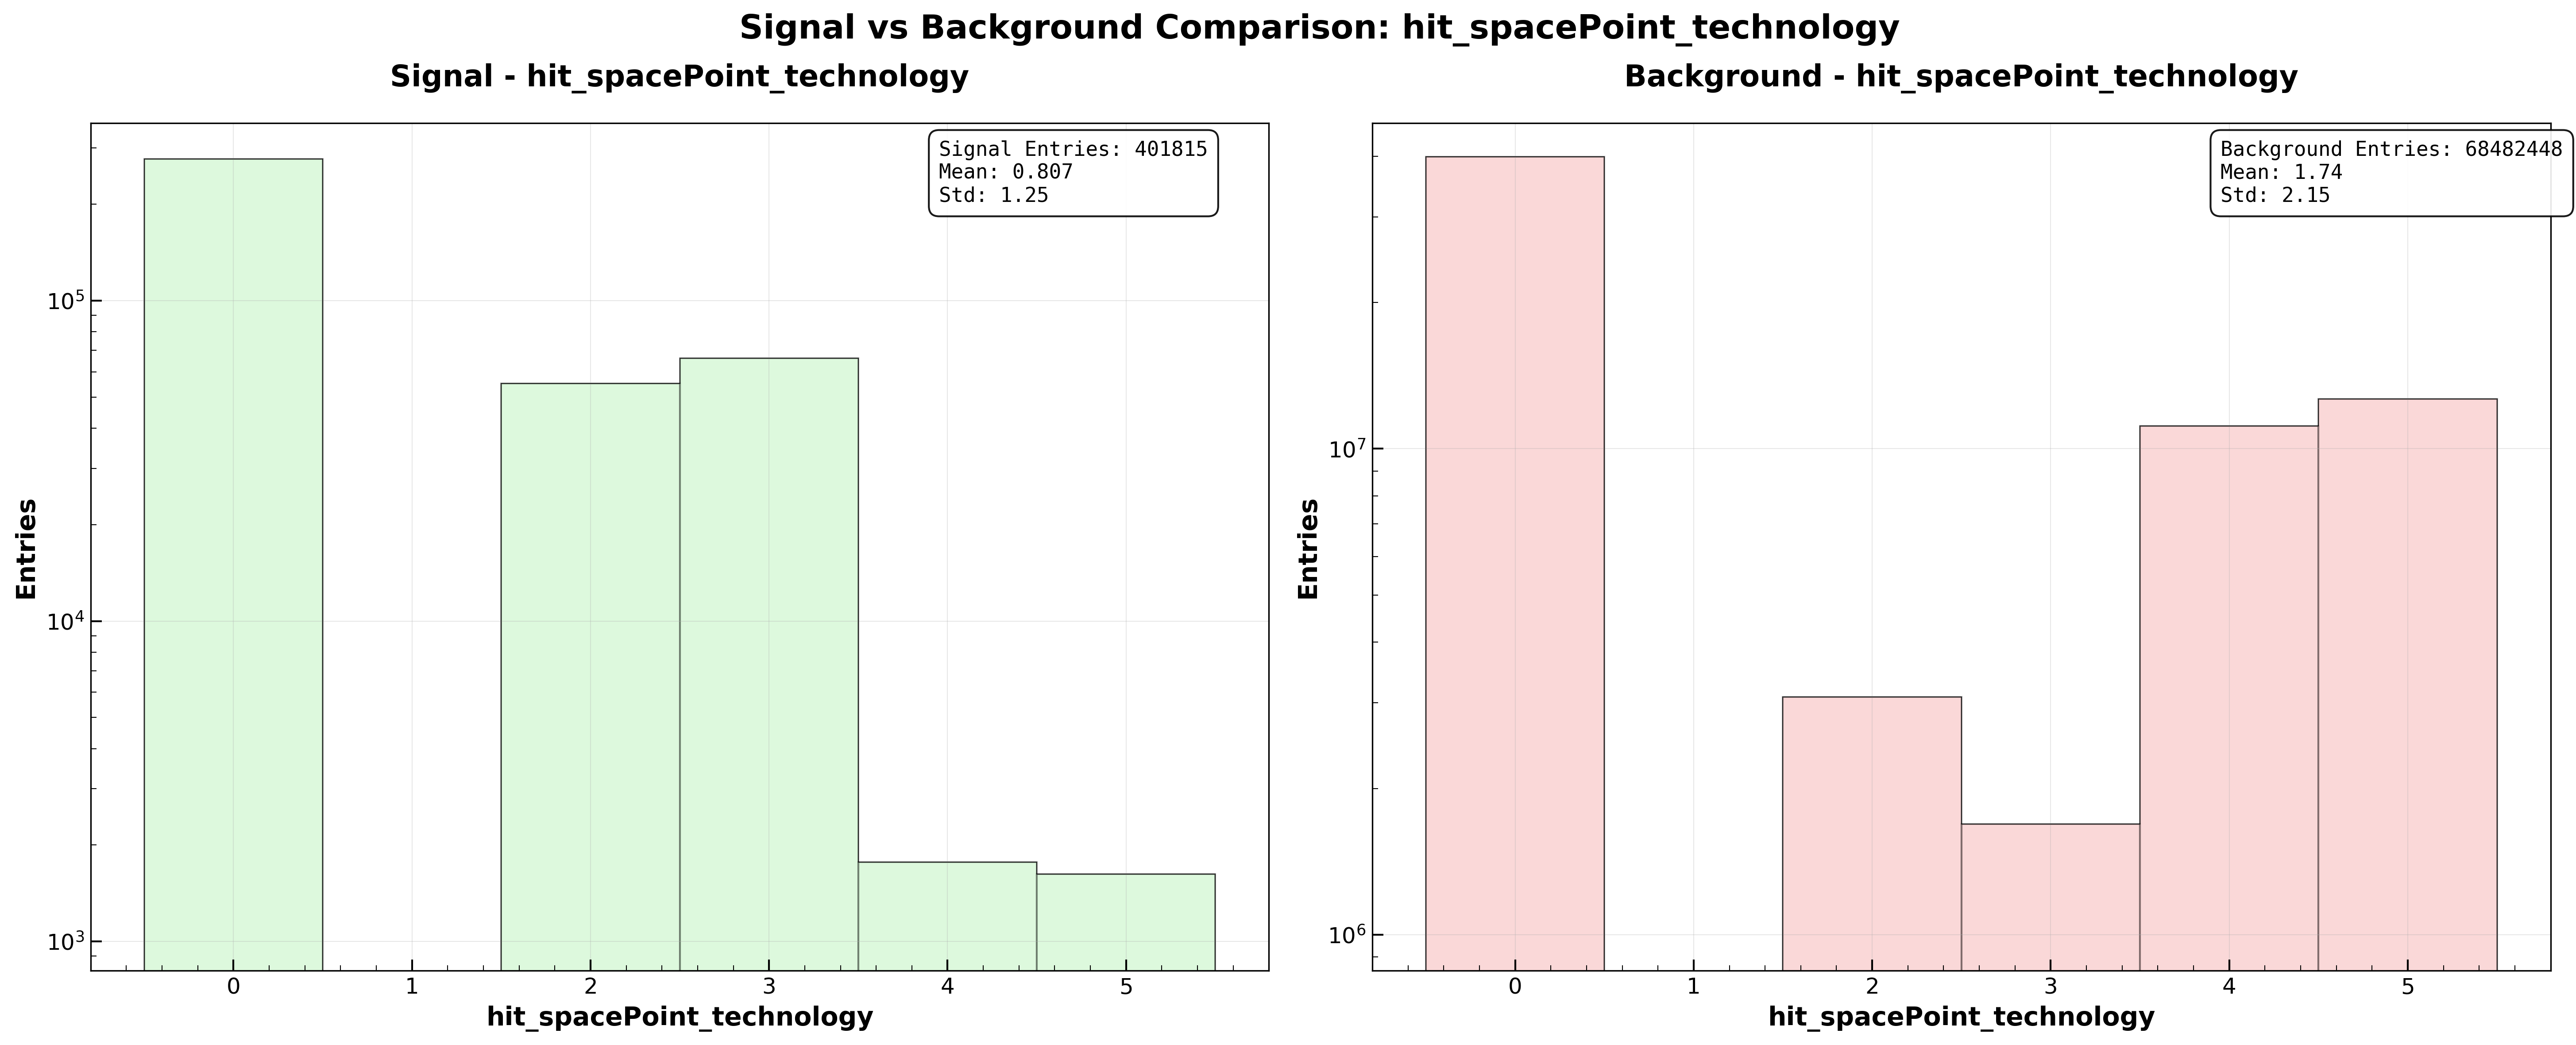 Signal vs Background Comparison: hit_spacePoint_technology
Signal - hit_spacePoint_technology
Signal Entries: 401815
Mean: 0.807
Std: 1.25
Entries
10^5
10^4
10^3
0 1 2 3 4 5
hit_spacePoint_technology
Background - hit_spacePoint_technology
Background Entries: 68482448
Mean: 1.74
Std: 2.15
Entries
10^7
10^6
0 1 2 3 4 5
hit_spacePoint_technology